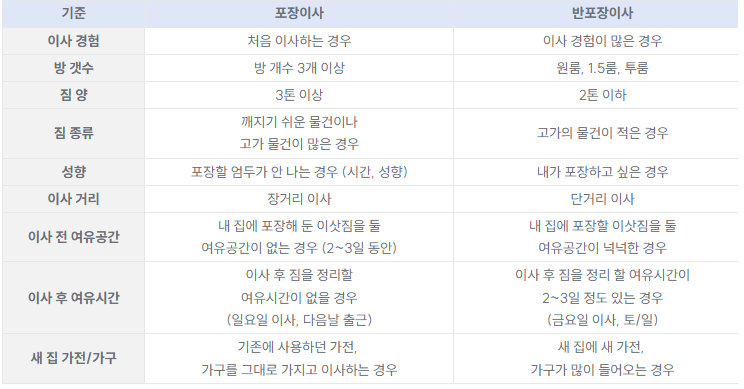 기준 포장이사 반포장이사
이사 경험 처음 이사하는 경우 이사 경험이 많은 경우
방 갯수 방 개수 3개 이상 원룸, 1.5룸, 투룸
짐 양 3톤 이상 2톤 이하
짐 종류 깨지기 쉬운 물건이나 고가의 물건이 적은 경우
고가 물건이 많은 경우
성향 포장할 엄두가 안 나는 경우 (시간, 성향) 내가 포장하고 싶은 경우
이사 거리 장거리 이사 단거리 이사
이사 전 여유공간 내 집에 포장해 둔 이삿짐을 둘 내 집에 포장할 이삿짐을 둘
여유공간이 없는 경우 (2~3일 동안) 여유공간이 넉넉한 경우
이사 후 여유시간 이사 후 짐을 정리할 이사 후 짐을 정리 할 여유시간이
여유시간이 없을 경우 2~3일 정도 있는 경우
(일요일 이사, 다음날 출근) (금요일 이사, 토/일)
새 집 가전/가구 기존에 사용하던 가전, 새 집에 새 가전,
가구를 그대로 가지고 이사하는 경우 가구가 많이 들어오는 경우